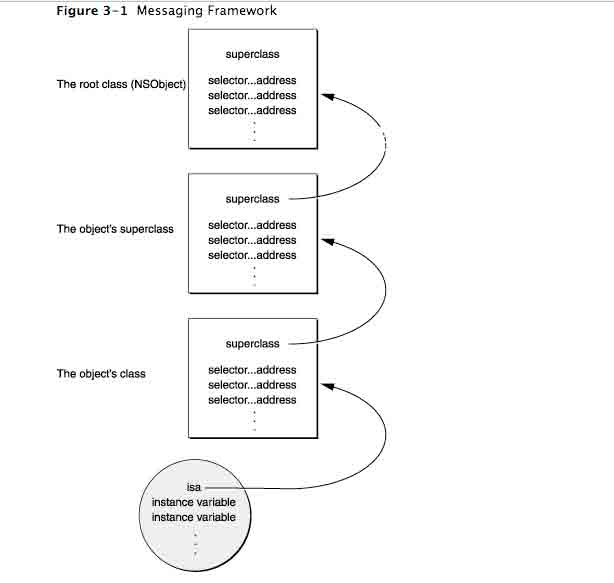 Figure 3-1 Messaging Framework
superclass
The root class (NSObject)
selector...address
selector...address
selector...address
superclass
The object's superclass
selector...address
selector...address
selector...address
superclass
The object's class
selector...address
selector...address
selector...address
isa
instance variable
instance variable